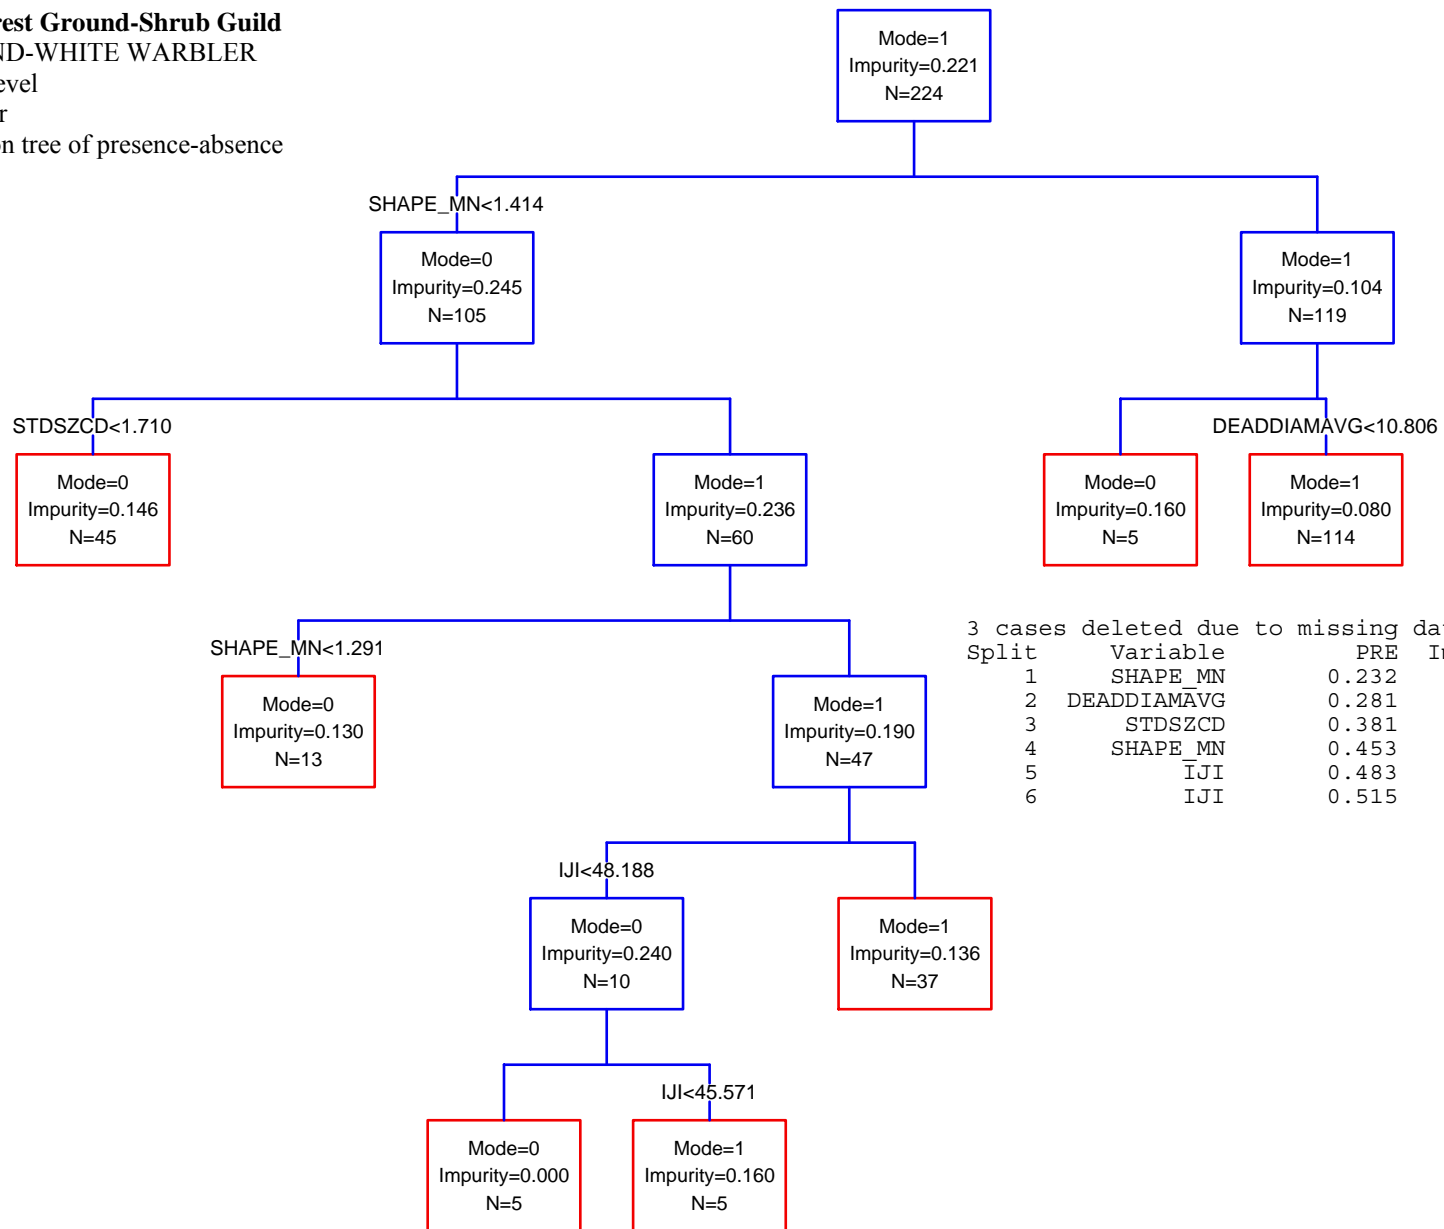 rest Ground-Shrub Guild
ND-WHITE WARBLER
evel
r
on tree of presence-absence
Mode=1
Impurity=0.221
N=224
SHAPE_MN<1.414
Mode=0
Impurity=0.245
N=105
Mode=1
Impurity=0.104
N=119
STDSZCD<1.710
DEADDIAMAVG<10.806
Mode=0
Impurity=0.146
N=45
Mode=1
Impurity=0.236
N=60
Mode=0
Impurity=0.160
N=5
Mode=1
Impurity=0.080
N=114
SHAPE_MN<1.291
Mode=0
Impurity=0.130
N=13
Mode=1
Impurity=0.190
N=47
3 cases deleted due to missing da
Split Variable PRE I
1 SHAPE_MN 0.232
2 DEADDIAMAVG 0.281
3 STDSZCD 0.381
4 SHAPE_MN 0.453
5 IJI 0.483
6 IJI 0.515
IJI<48.188
Mode=0
Impurity=0.240
N=10
Mode=1
Impurity=0.136
N=37
IJI<45.571
Mode=0
Impurity=0.000
N=5
Mode=1
Impurity=0.160
N=5